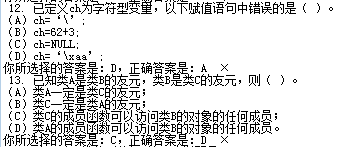 12. 已定义ch为字符型变量，以下赋值语句中错误的是（ ）。
(A) ch=‘\’;
(B) ch=62+3;
(C) ch=NULL;
(D) ch=‘\xaa’;
你所选择的答案是：D，正确答案是：A ×
13. 已知类A是类B的友元，类B是类C的友元，则（ ）。
(A) 类A一定是类C的友元；
(B) 类C一定是类A的友元；
(C) 类C的成员函数可以访问类B的对象的任何成员；
(D) 类A的成员函数可以访问类B的对象的任何成员。
你所选择的答案是：C，正确答案是：D ×